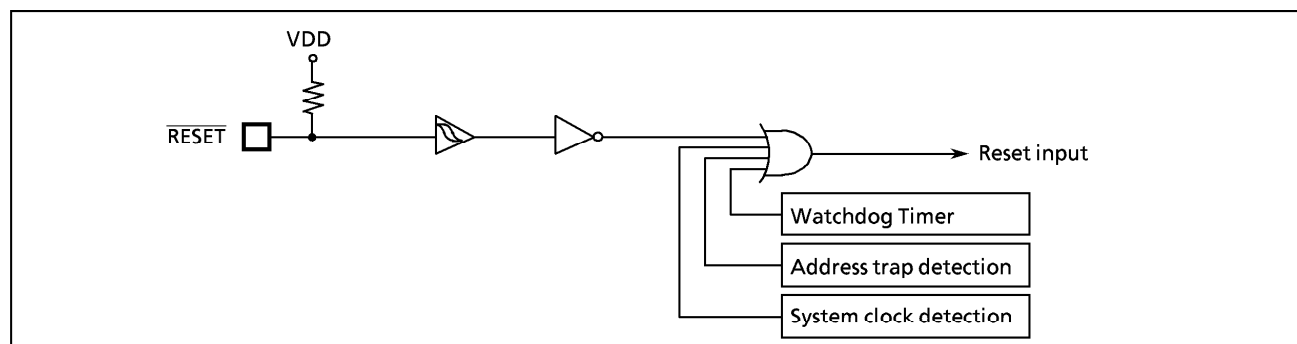 VDD
RESET
Reset input
Watchdog Timer
Address trap detection
System clock detection